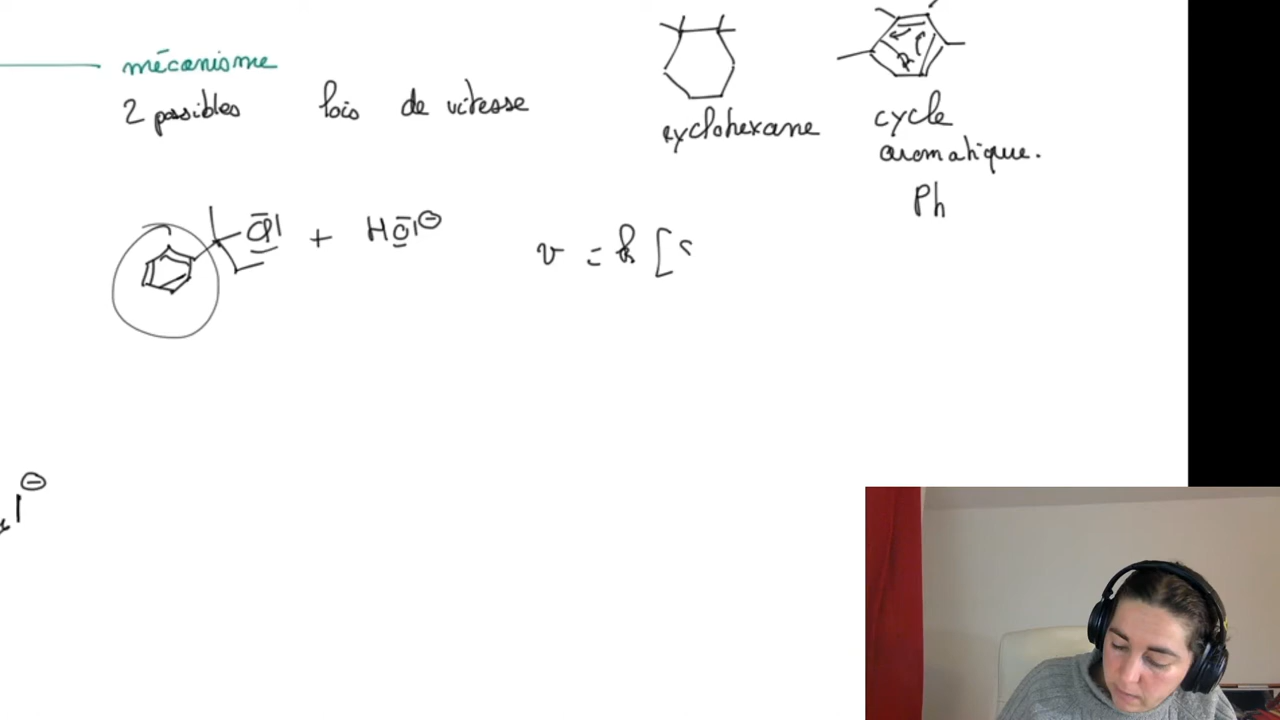 mécanisme
2 possibles lois de vitesse
cyclohexane
cycle
aromatique.
Ph
Cl + HO⊖
v = k [
⊖